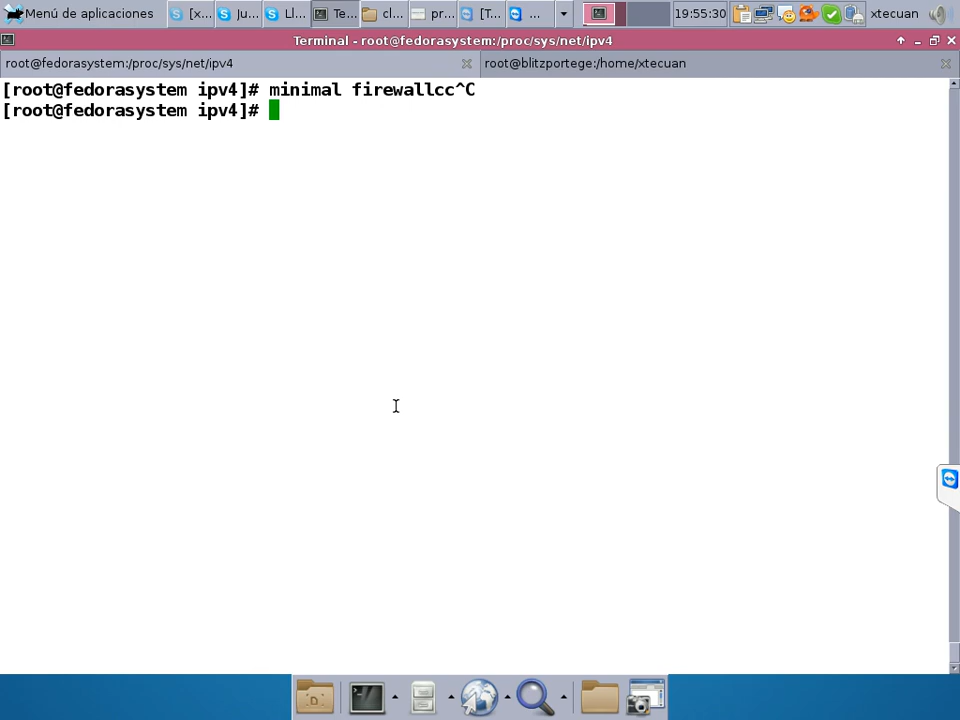 Menú de aplicaciones [x... Ju... Ll... Te... cl... pr... [T... ... 19:55:30 xtecuan
Terminal - root@fedorasystem:/proc/sys/net/ipv4
root@fedorasystem:/proc/sys/net/ipv4 root@blitzportege:/home/xtecuan
[root@fedorasystem ipv4]# minimal firewallcc^C
[root@fedorasystem ipv4]#